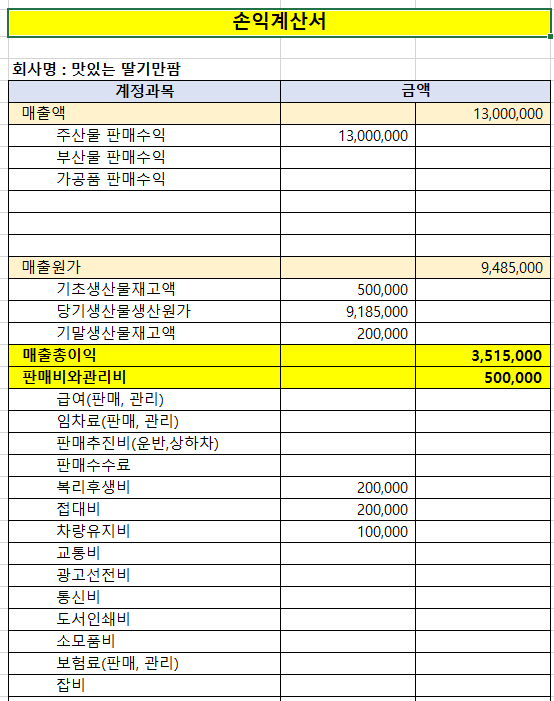 손익계산서
회사명 : 맛있는 딸기만팜
계정과목 금액
매출액 13,000,000
주산물 판매수익 13,000,000
부산물 판매수익
가공품 판매수익
매출원가 9,485,000
기초생산물재고액 500,000
당기생산물생산원가 9,185,000
기말생산물재고액 200,000
매출총이익 3,515,000
판매비와관리비 500,000
급여(판매, 관리)
임차료(판매, 관리)
판매추진비(운반,상하차)
판매수수료
복리후생비 200,000
접대비 200,000
차량유지비 100,000
교통비
광고선전비
통신비
도서인쇄비
소모품비
보험료(판매, 관리)
잡비